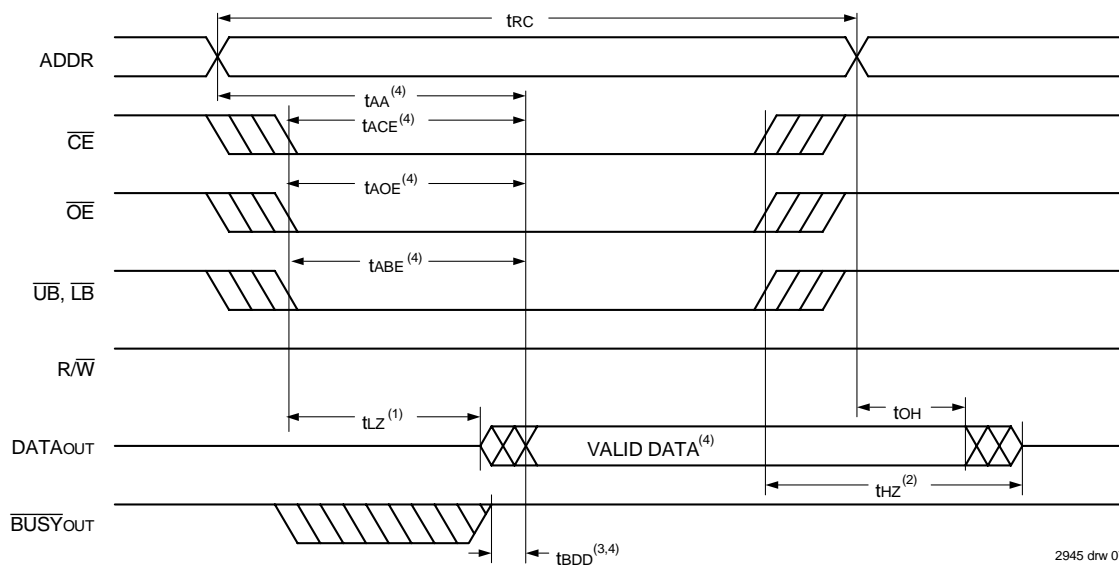 tRC
ADDR
tAA (4)
tACE (4)
CE
tAOE (4)
OE
tABE (4)
UB, LB
R/W
tLZ (1)
tOH
DATAOUT
VALID DATA (4)
tHZ (2)
BUSYOUT
tBDD (3,4)
2945 drw 0